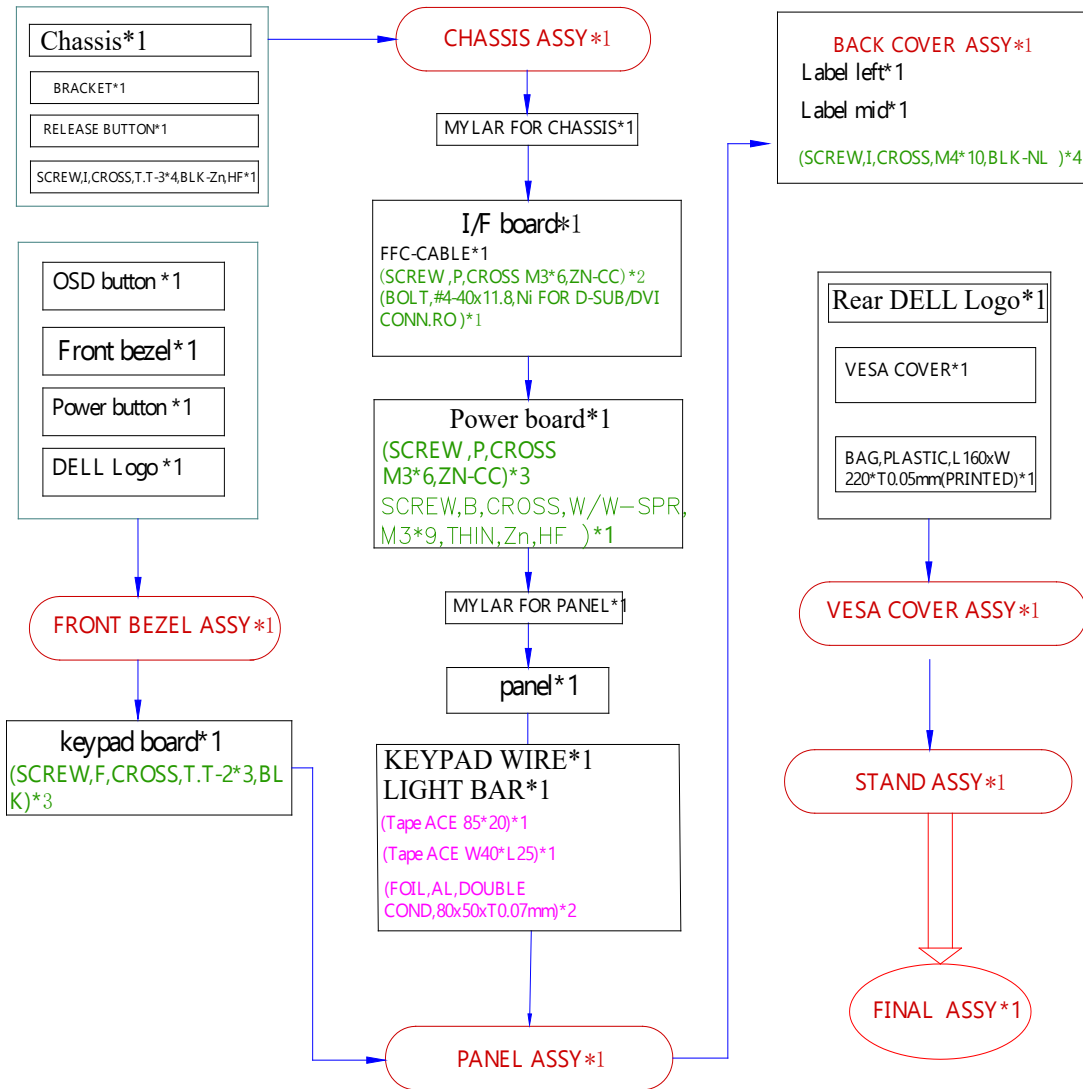 Chassis*1
BRACKET*1
RELEASE BUTTON*1
SCREW,I,CROSS,T.T-3*4,BLK-Zn,HF*1
OSD button *1
Front bezel*1
Power button *1
DELL Logo *1
FRONT BEZEL ASSY*1
keypad board*1
(SCREW,F,CROSS,T.T-2*3,BL
K)*3
CHASSIS ASSY*1
MYLAR FOR CHASSIS*1
I/F board*1
FFC-CABLE*1
(SCREW ,P,CROSS M3*6,ZN-CC) *2
(BOLT,#4-40x11.8,Ni FOR D-SUB/DVI
CONN.RO )*1
Power board*1
(SCREW ,P,CROSS
M3*6,ZN-CC)*3
SCREW,B,CROSS,W/W-SPR,
M3*9,THIN,Zn,HF )*1
MYLAR FOR PANEL*1
panel*1
KEYPAD WIRE*1
LIGHT BAR*1
(Tape ACE 85*20)*1
(Tape ACE W40*L25)*1
(FOIL,AL,DOUBLE
COND,80x50xT0.07mm)*2
PANEL ASSY*1
BACK COVER ASSY*1
Label left*1
Label mid*1
(SCREW,I,CROSS,M4*10,BLK-NL )*4
Rear DELL Logo*1
VESA COVER*1
BAG,PLASTIC,L160xW
220*T0.05mm(PRINTED)*1
VESA COVER ASSY*1
STAND ASSY*1
FINAL ASSY*1